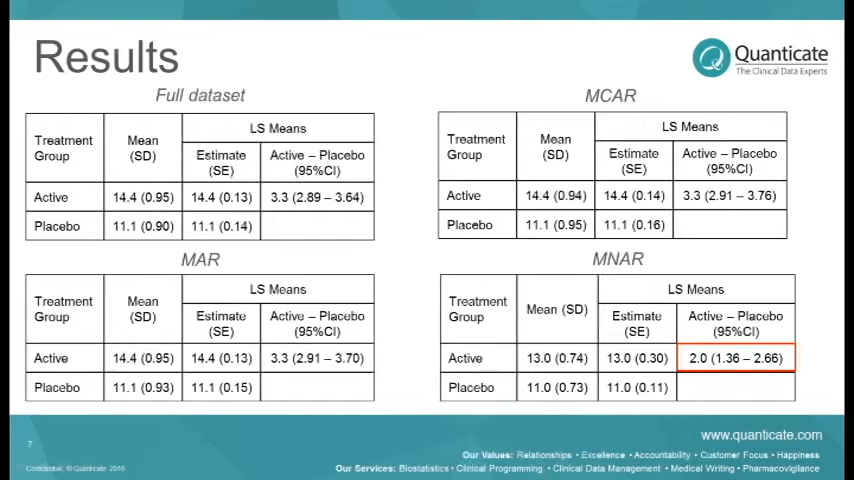 Results
Quanticate
The Clinical Data Experts
Full dataset
Treatment Group Mean (SD) LS Means
Estimate (SE) Active – Placebo (95%CI)
Active 14.4 (0.95) 14.4 (0.13) 3.3 (2.89 – 3.64)
Placebo 11.1 (0.90) 11.1 (0.14)
MCAR
Treatment Group Mean (SD) LS Means
Estimate (SE) Active – Placebo (95%CI)
Active 14.4 (0.94) 14.4 (0.14) 3.3 (2.91 – 3.76)
Placebo 11.1 (0.95) 11.1 (0.16)
MAR
Treatment Group Mean (SD) LS Means
Estimate (SE) Active – Placebo (95%CI)
Active 14.4 (0.95) 14.4 (0.13) 3.3 (2.91 – 3.70)
Placebo 11.1 (0.93) 11.1 (0.15)
MNAR
Treatment Group Mean (SD) LS Means
Estimate (SE) Active – Placebo (95%CI)
Active 13.0 (0.74) 13.0 (0.30) 2.0 (1.36 – 2.66)
Placebo 11.0 (0.73) 11.0 (0.11)
7
www.quanticate.com
Our Values: Relationships • Excellence • Accountability • Customer Focus • Happiness
Confidential: © Quanticate 2016
Our Services: Biostatistics • Clinical Programming • Clinical Data Management • Medical Writing • Pharmacovigilance